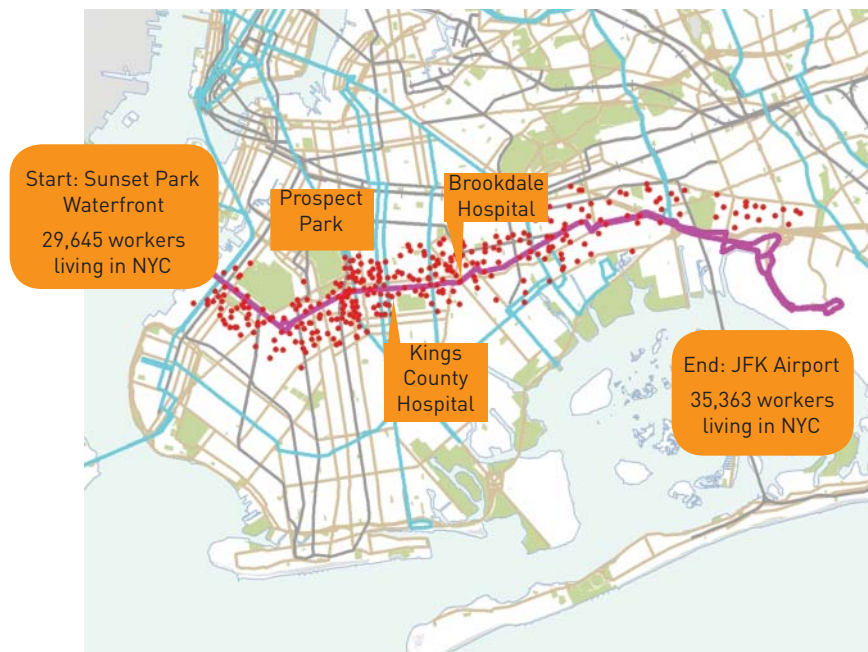 Start: Sunset Park
Waterfront
29,645 workers
living in NYC
Prospect
Park
Brookdale
Hospital
Kings
County
Hospital
End: JFK Airport
35,363 workers
living in NYC